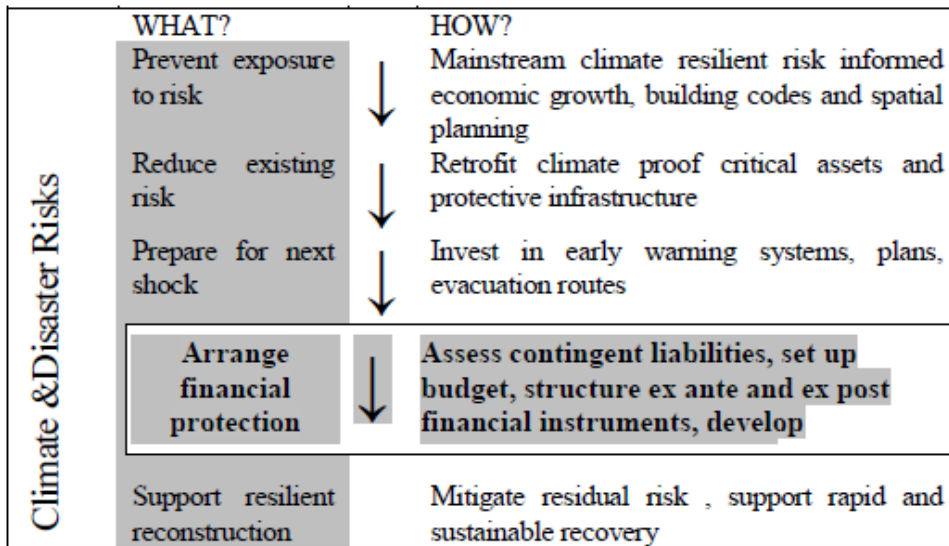 Climate &Disaster Risks
WHAT?
HOW?
Prevent exposure
to risk
Mainstream climate resilient risk informed
economic growth, building codes and spatial
planning
Reduce existing
risk
Retrofit climate proof critical assets and
protective infrastructure
Prepare for next
shock
Invest in early warning systems, plans,
evacuation routes
Arrange
financial
protection
Assess contingent liabilities, set up
budget, structure ex ante and ex post
financial instruments, develop
Support resilient
reconstruction
Mitigate residual risk , support rapid and
sustainable recovery